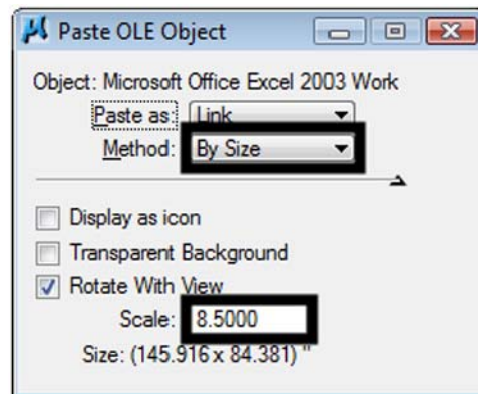 Paste OLE Object
Object: Microsoft Office Excel 2003 Work
Paste as: Link
Method: By Size
Display as icon
Transparent Background
Rotate With View
Scale: 8.5000
Size: (145.916 x 84.381) "